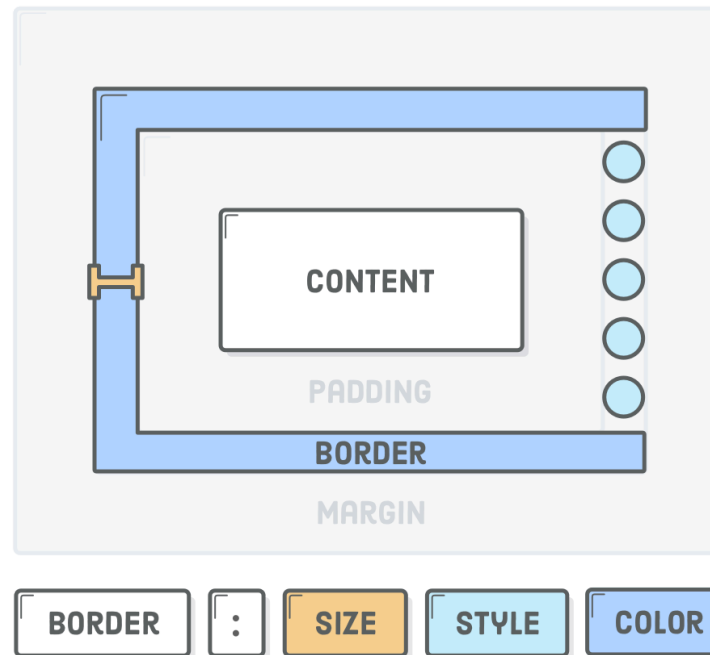 CONTENT
PADDING
BORDER
MARGIN
BORDER : SIZE STYLE COLOR